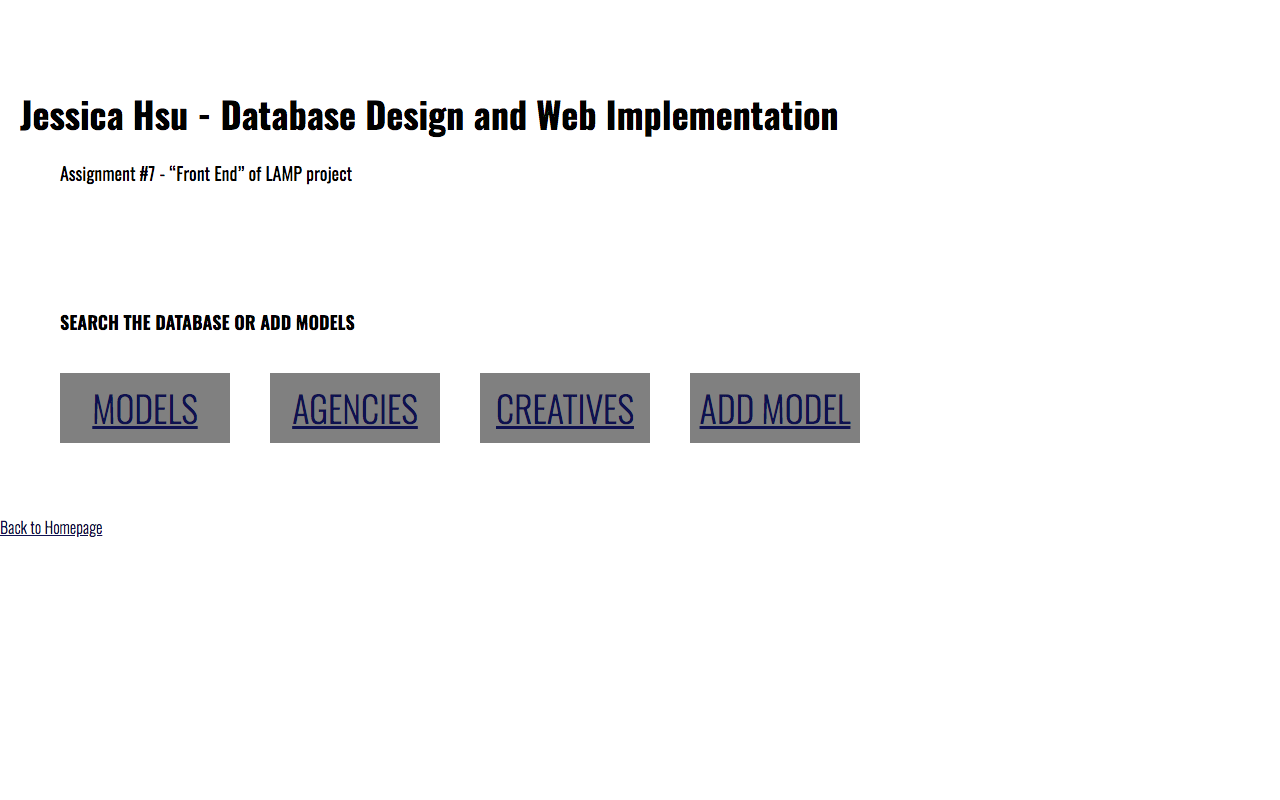 Jessica Hsu - Database Design and Web Implementation
Assignment #7 - “Front End” of LAMP project
SEARCH THE DATABASE OR ADD MODELS
MODELS AGENCIES CREATIVES ADD MODEL
Back to Homepage